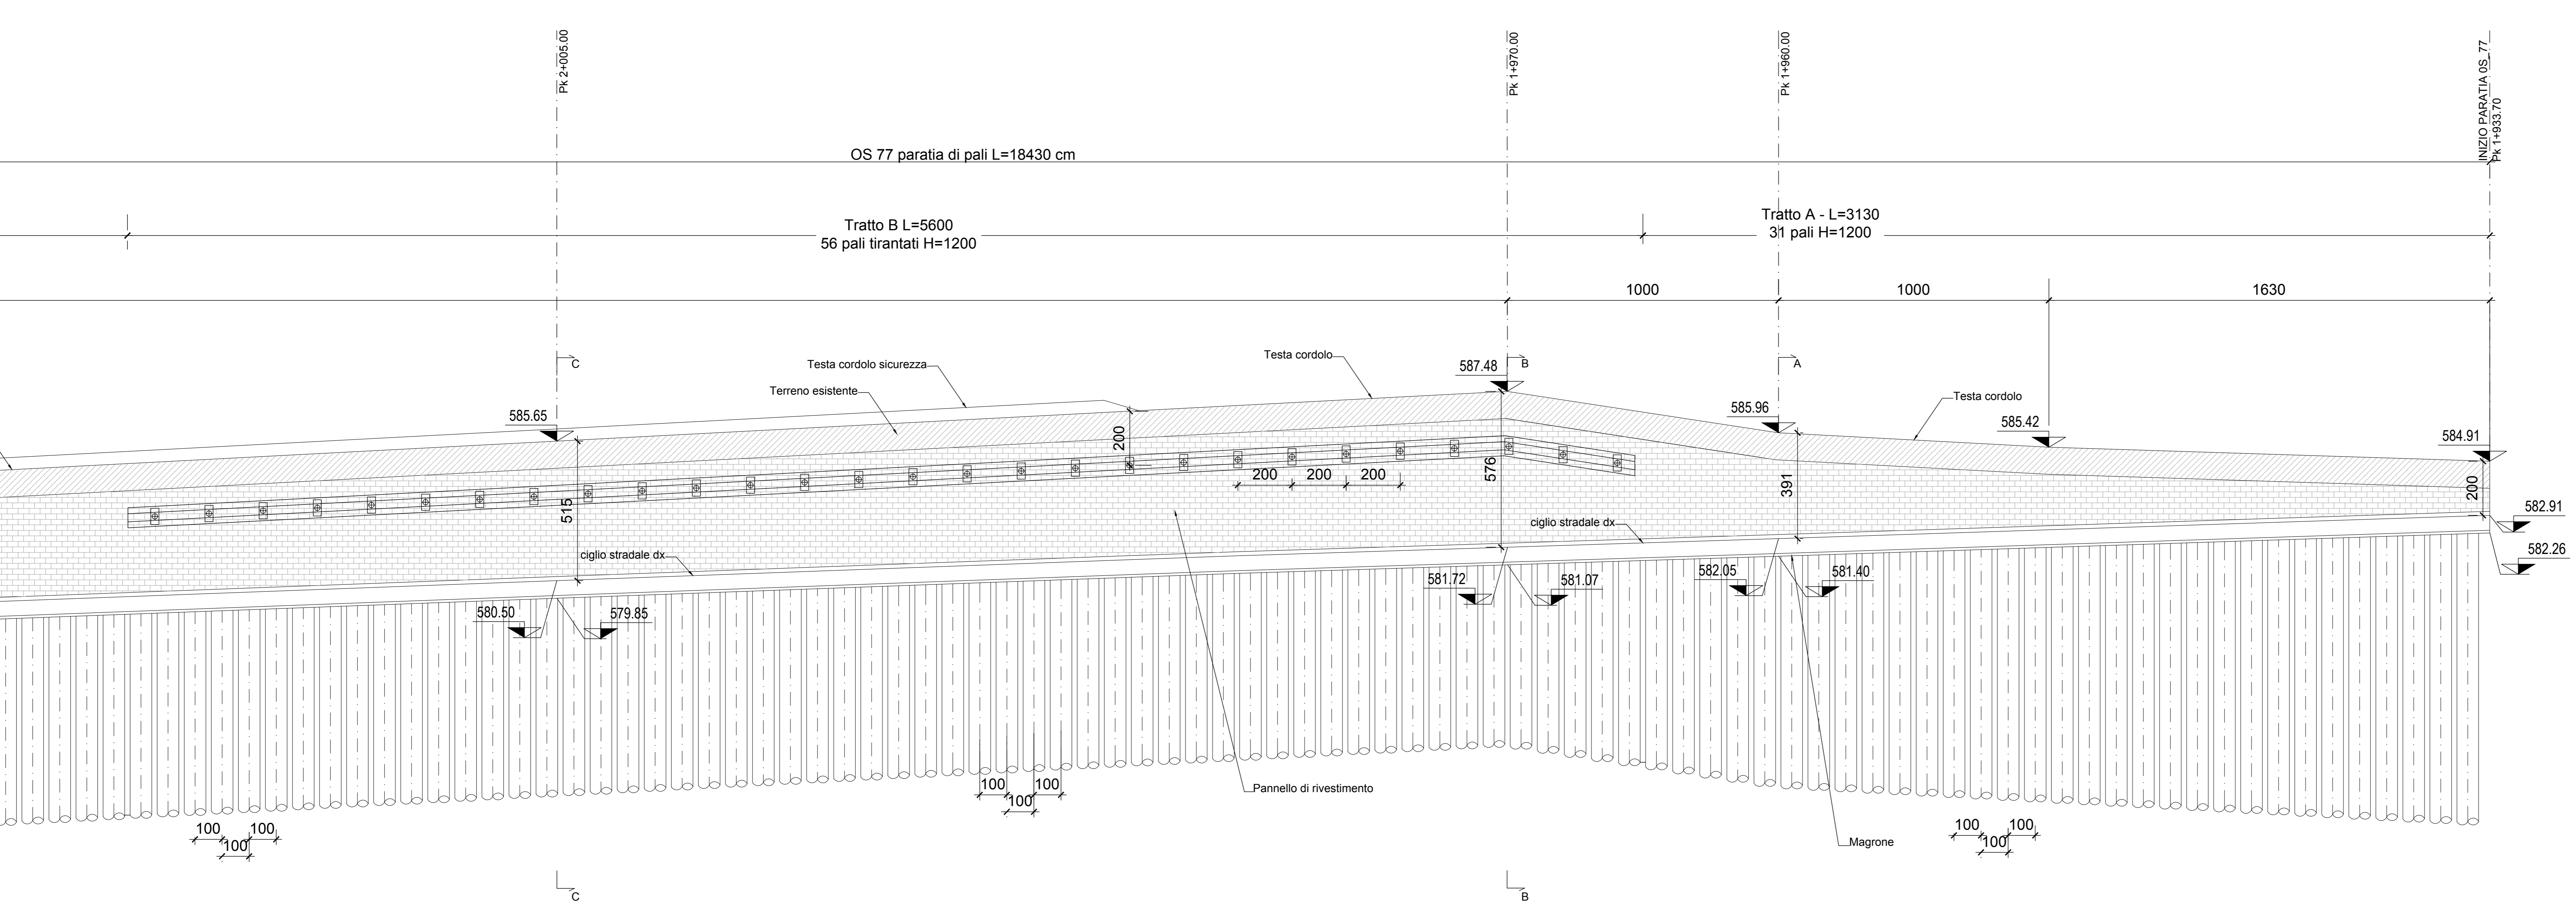 Pk 2+005.00
Pk 1+970.00
Pk 1+960.00
INIZIO PARATIA 0S_77
Pk 1+933.70
OS 77 paratia di pali L=18430 cm
Tratto B L=5600
56 pali tirantati H=1200
Tratto A - L=3130
31 pali H=1200
1000
1000
1630
C
B
A
Testa cordolo sicurezza
Terreno esistente
Testa cordolo
Testa cordolo
587.48
585.65
585.96
585.42
584.91
200
200
200
200
515
576
391
200
582.91
582.26
ciglio stradale dx
ciglio stradale dx
580.50
579.85
581.72
581.07
582.05
581.40
Pannello di rivestimento
Magrone
100
100
100
100
100
100
100
100
100
C
B